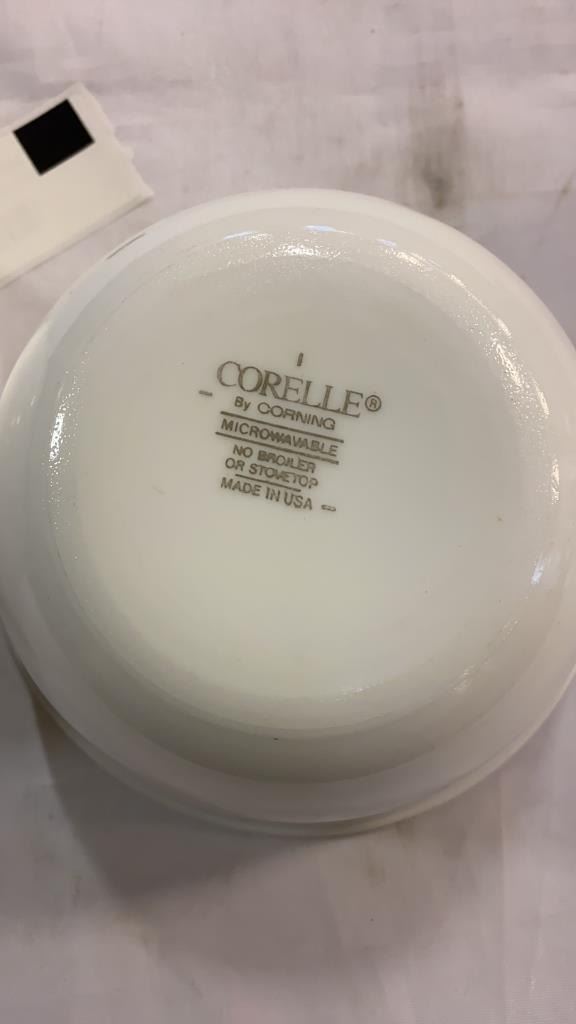 CORELLE®
By CORNING
MICROWAVABLE
NO BROILER
OR STOVETOP
MADE IN USA